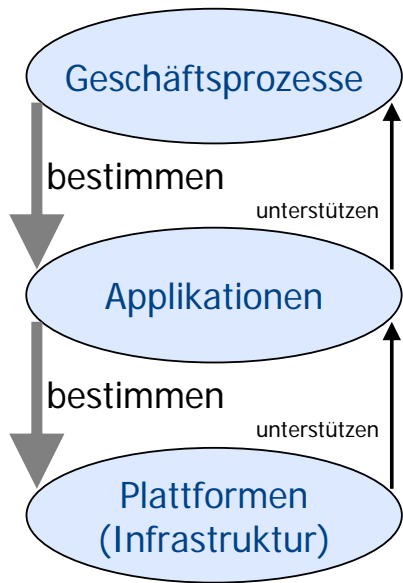 Geschäftsprozesse
bestimmen
unterstützen
Applikationen
bestimmen
unterstützen
Plattformen
(Infrastruktur)